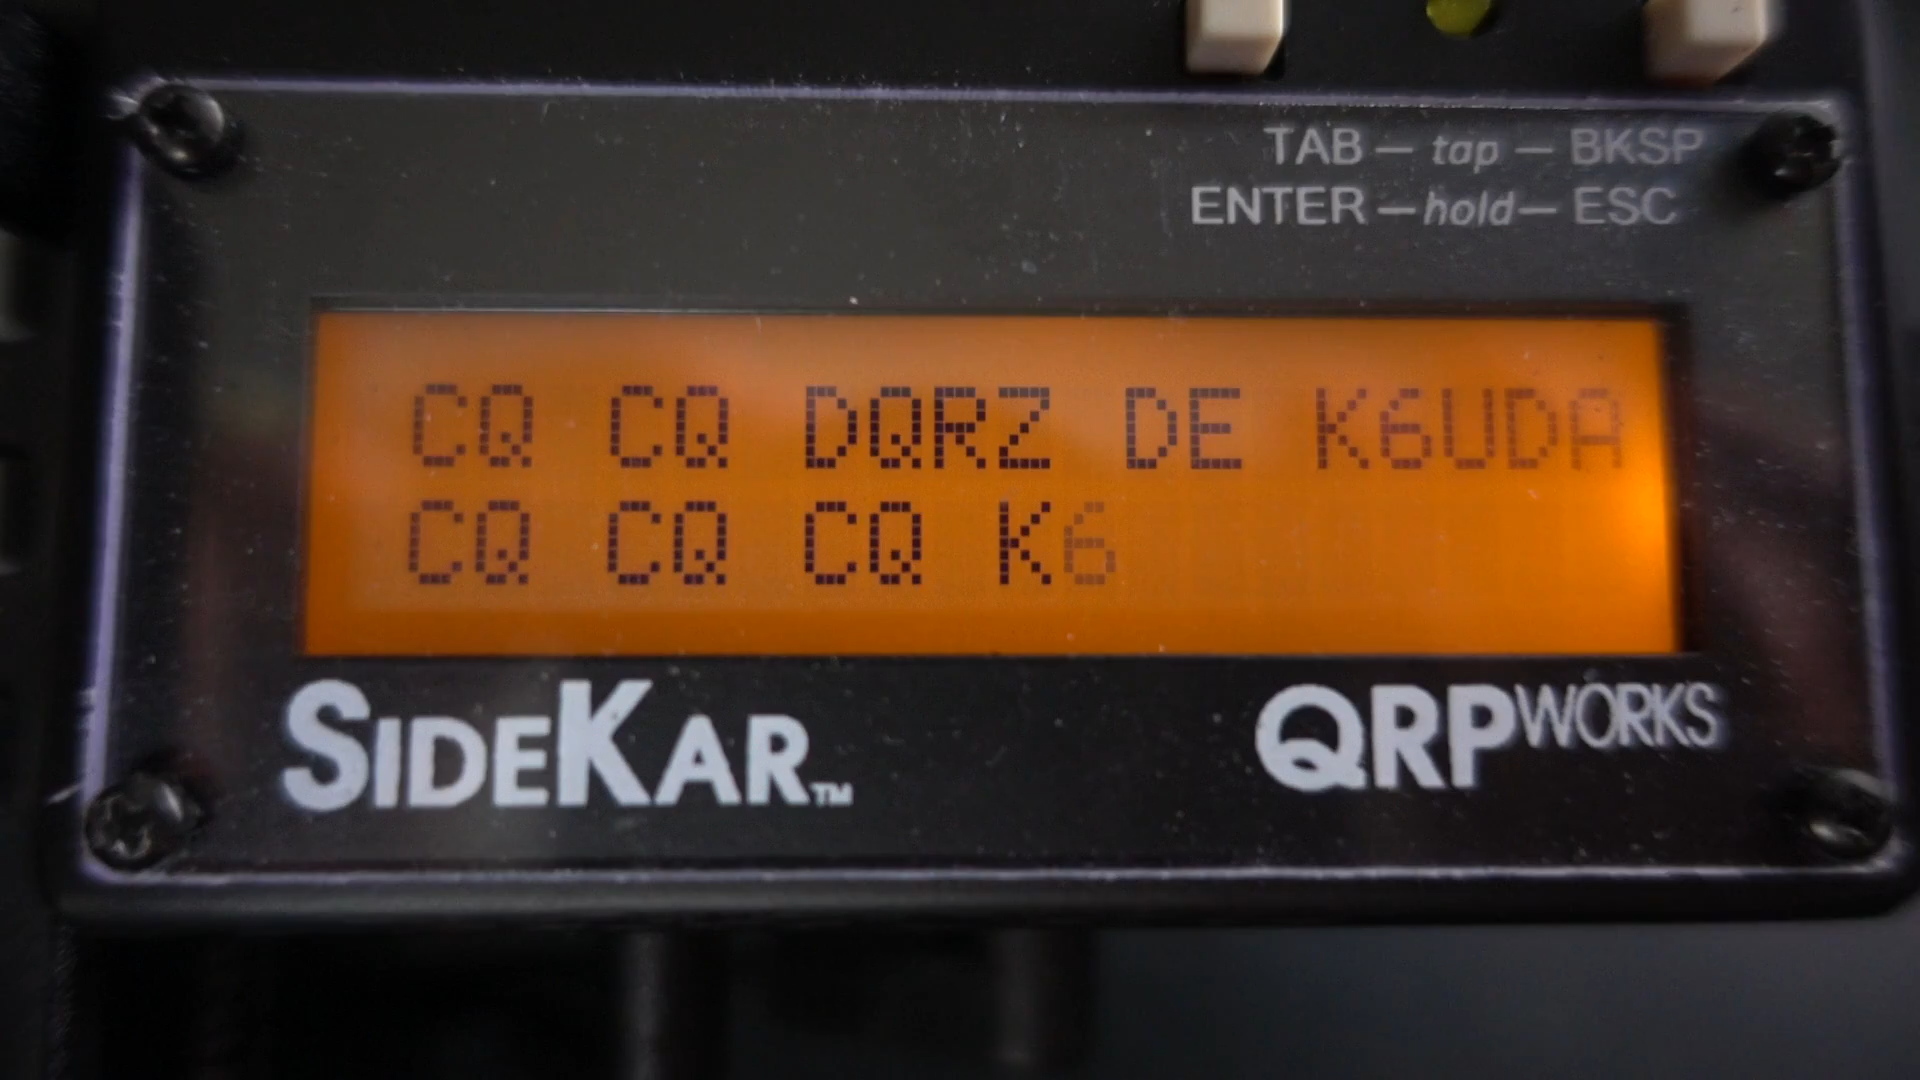 TAB — tap — BKSP
ENTER — hold — ESC
CQ CQ DQRZ DE K6UDA
CQ CQ CQ K6
SIDEKAR™
QRPWORKS